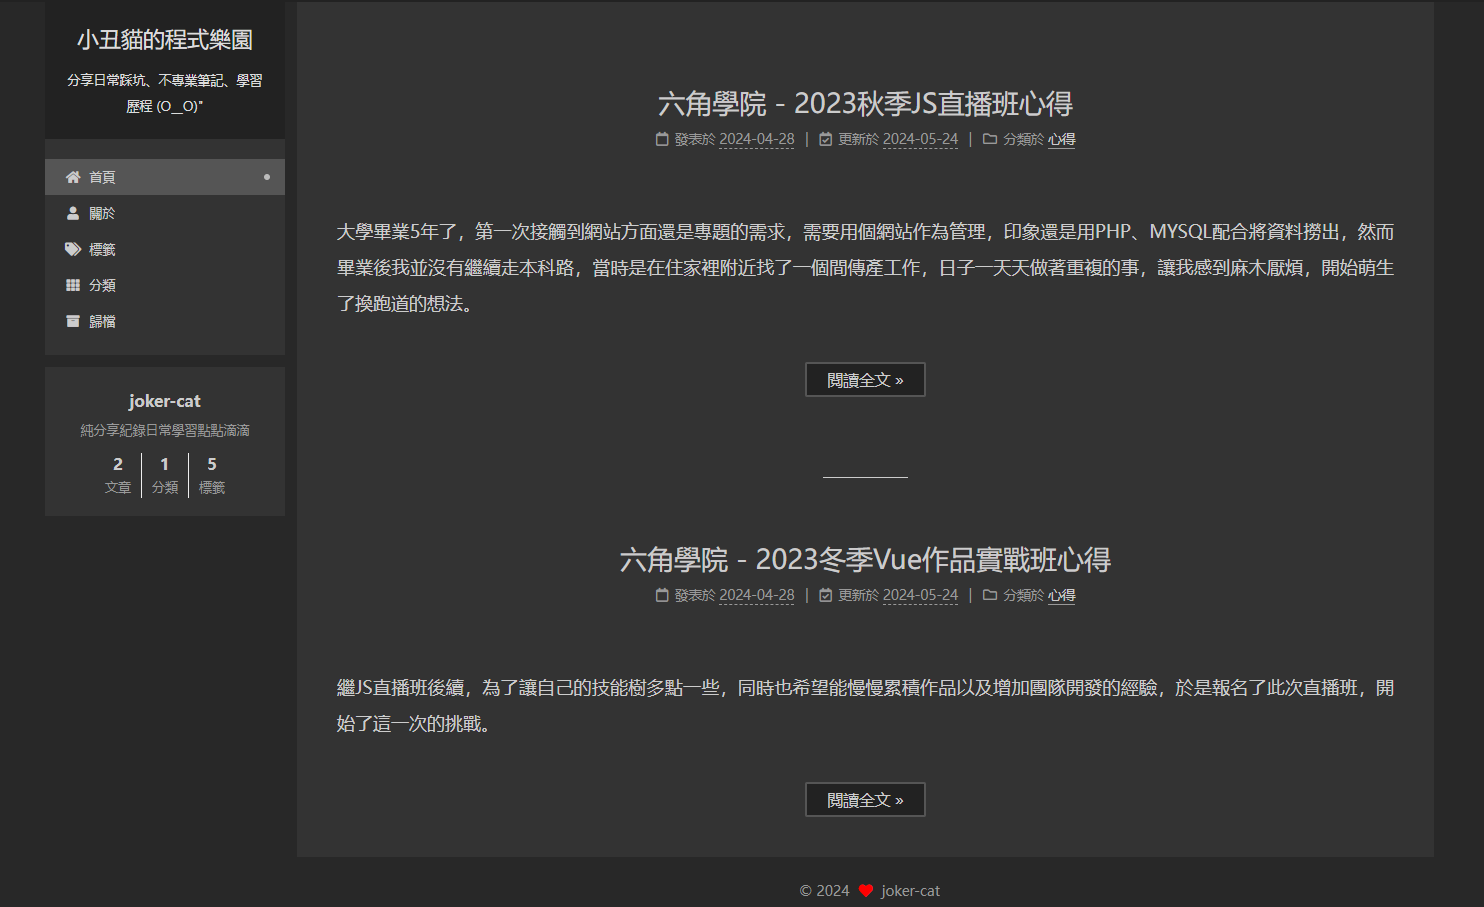 小丑貓的程式樂園
分享日常踩坑、不專業筆記、學習
歷程 (O__O)"
首頁
關於
標籤
分類
歸檔
joker-cat
純分享紀錄日常學習點點滴滴
2 1 5
文章 分類 標籤
六角學院 - 2023秋季JS直播班心得
發表於 2024-04-28 | 更新於 2024-05-24 | 分類於 心得
大學畢業5年了，第一次接觸到網站方面還是專題的需求，需要用個網站作為管理，印象還是用PHP、MYSQL配合將資料撈出，然而
畢業後我並沒有繼續走本科路，當時是在住家裡附近找了一個間傳產工作，日子一天天做著重複的事，讓我感到麻木厭煩，開始萌生
了換跑道的想法。
閱讀全文 »
六角學院 - 2023冬季Vue作品實戰班心得
發表於 2024-04-28 | 更新於 2024-05-24 | 分類於 心得
繼JS直播班後續，為了讓自己的技能樹多點一些，同時也希望能慢慢累積作品以及增加團隊開發的經驗，於是報名了此次直播班，開
始了這一次的挑戰。
閱讀全文 »
© 2024 ❤ joker-cat